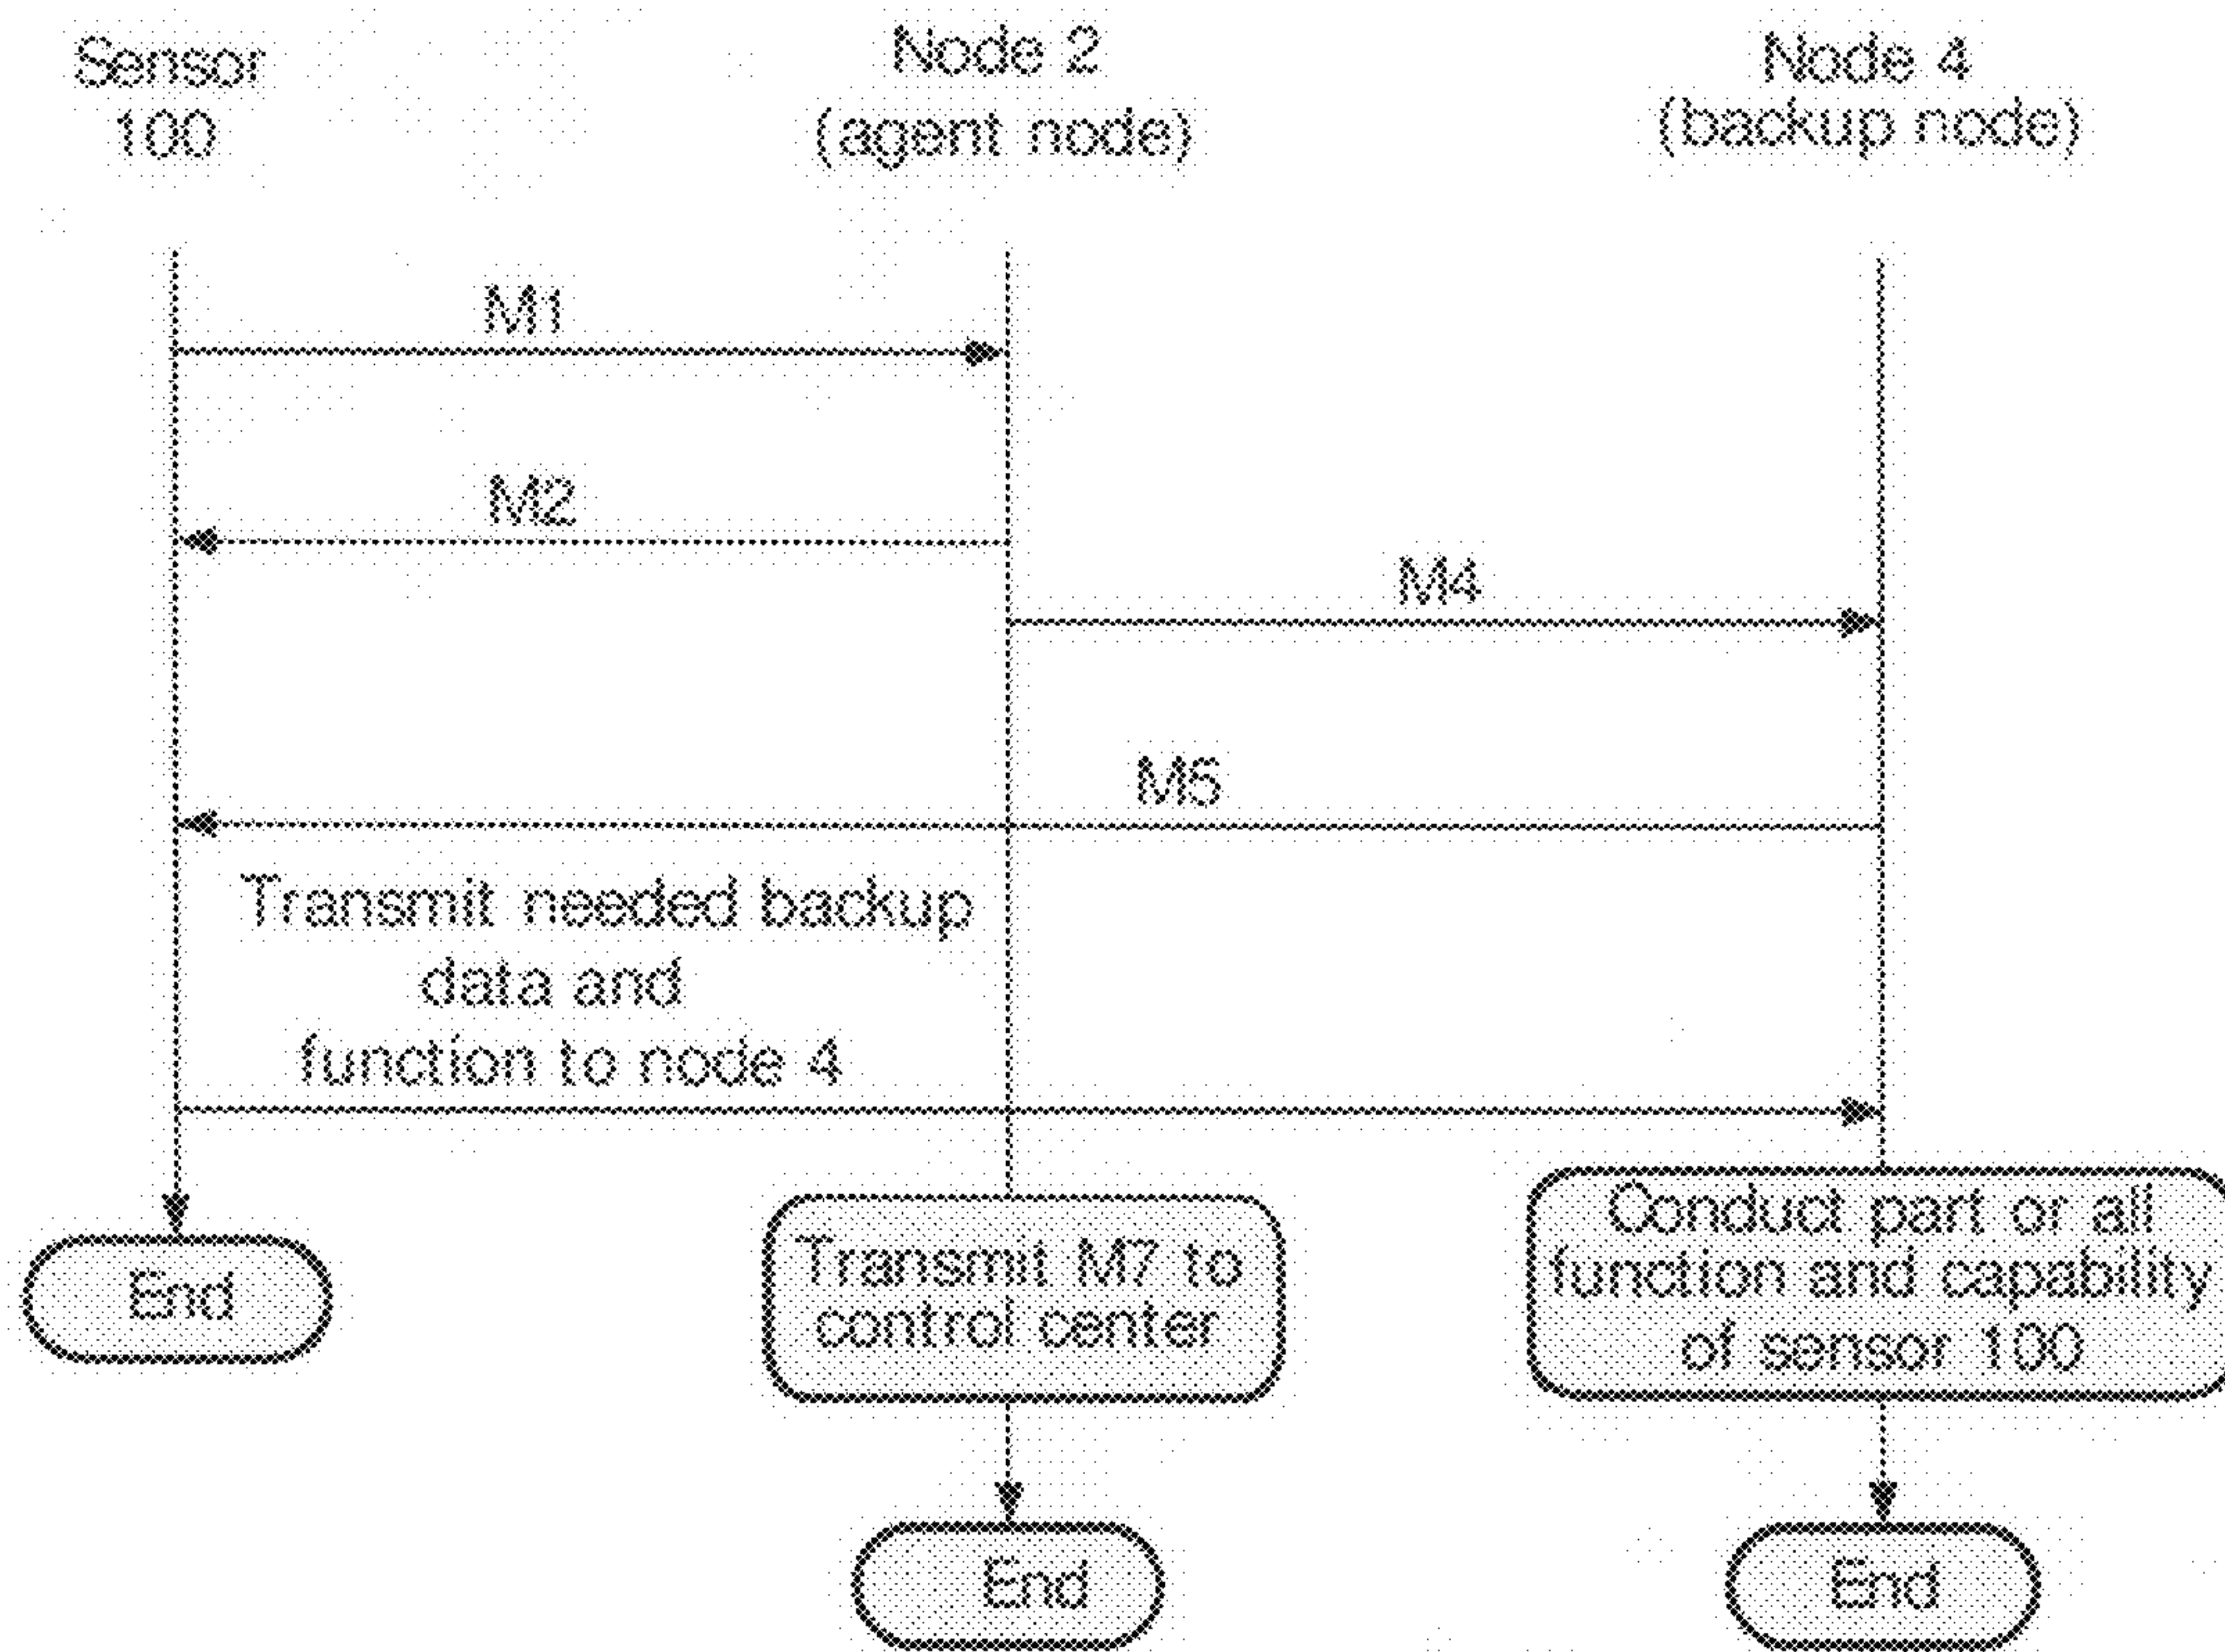 Sensor
100
Node 2
(agent node)
Node 4
(backup node)
M1
M2
M4
M5
Transmit needed backup
data and
function to node 4
End
Transmit M7 to
control center
Conduct part or all
function and capability
of sensor 100
End
End